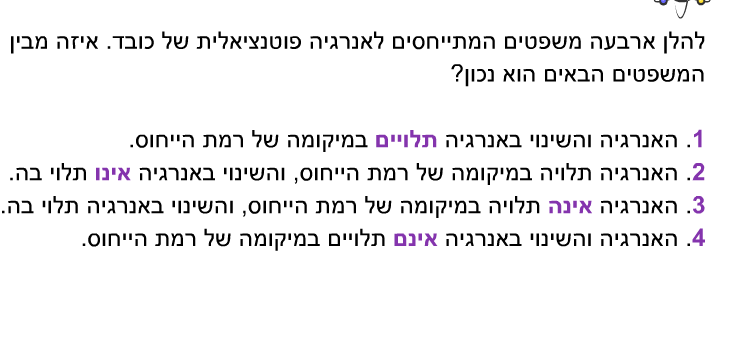 להלן ארבעה משפטים המתייחסים לאנרגיה פוטנציאלית של כובד. איזה מבין
המשפטים הבאים הוא נכון?
1. האנרגיה והשינוי באנרגיה תלויים במיקומה של רמת הייחוס.
2. האנרגיה תלויה במיקומה של רמת הייחוס, והשינוי באנרגיה אינו תלוי בה.
3. האנרגיה אינה תלויה במיקומה של רמת הייחוס, והשינוי באנרגיה תלוי בה.
4. האנרגיה והשינוי באנרגיה אינם תלויים במיקומה של רמת הייחוס.